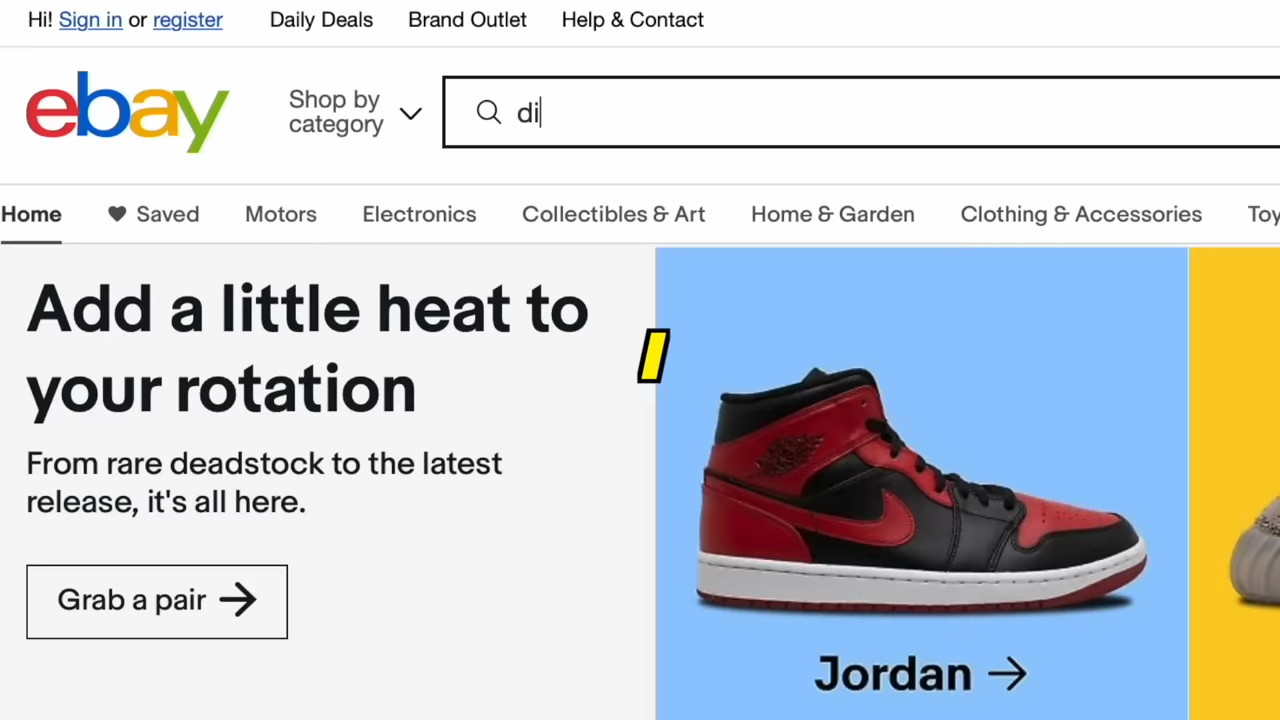 Hi! Sign in or register Daily Deals Brand Outlet Help & Contact
ebay
Shop by
category
di
Home Saved Motors Electronics Collectibles & Art Home & Garden Clothing & Accessories Toy
Add a little heat to
your rotation
From rare deadstock to the latest
release, it's all here.
Grab a pair
Jordan